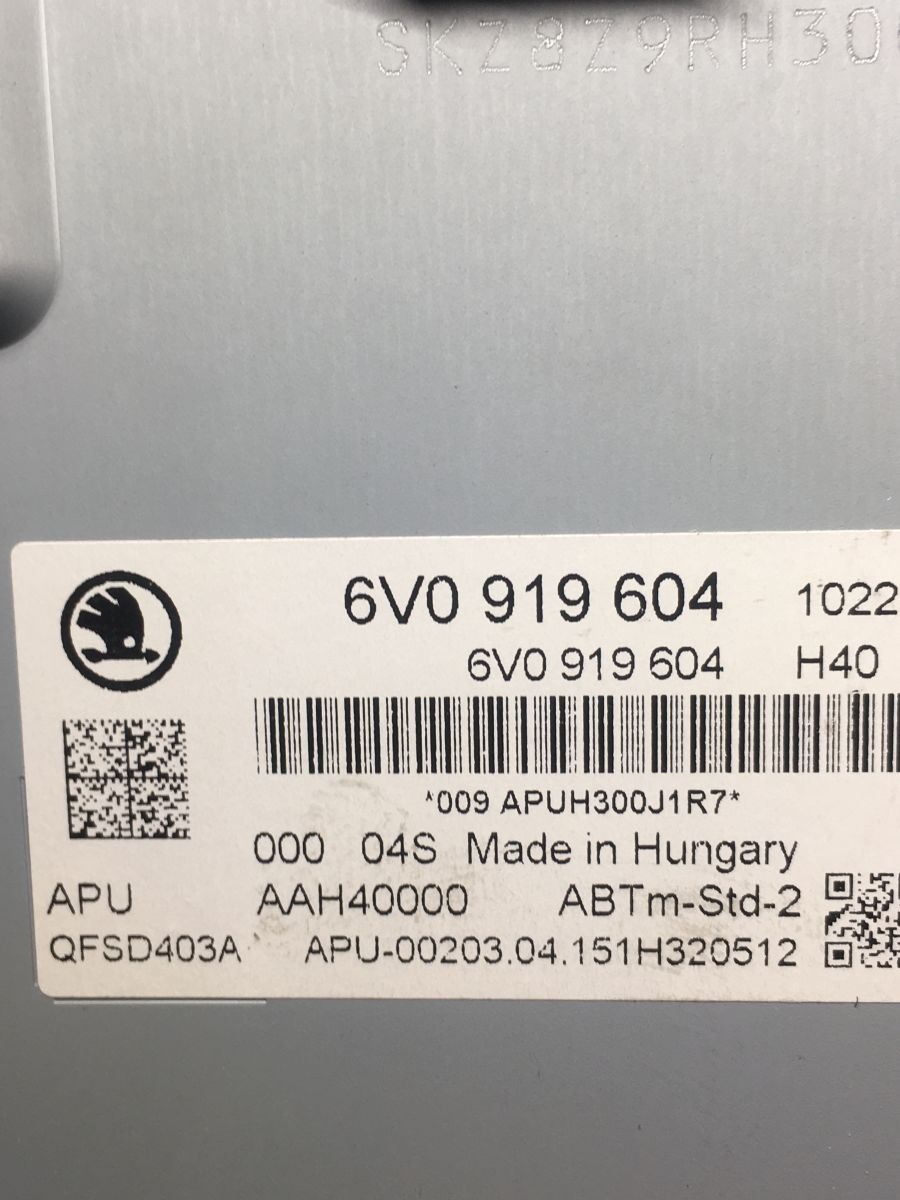 SKZ8Z9RH30
6V0 919 604 1022
6V0 919 604 H40
*009 APUH300J1R7*
000 04S Made in Hungary
APU AAH40000 ABTm-Std-2
QFSD403A APU-00203.04.151H320512